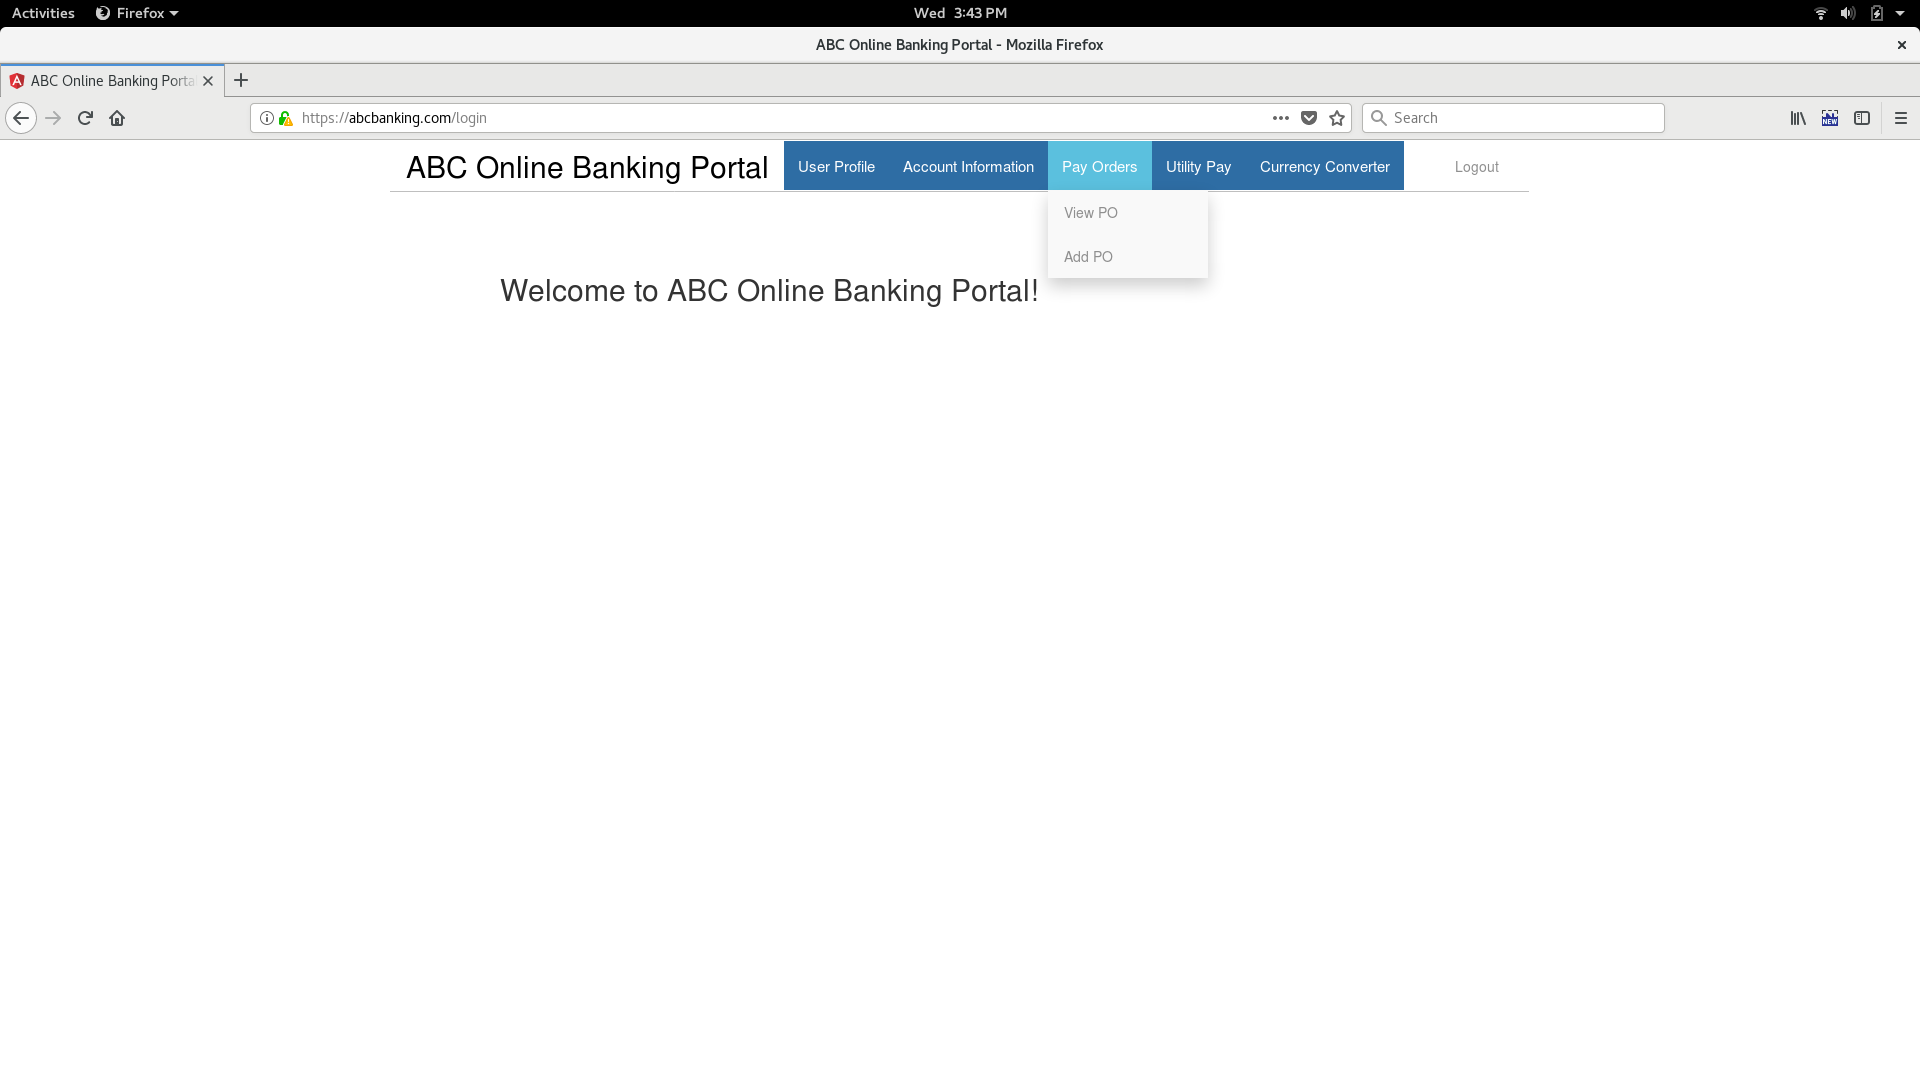 Activities Firefox Wed 3:43 PM
ABC Online Banking Portal - Mozilla Firefox
ABC Online Banking Porta
https://abcbanking.com/login ••• Search NEW
ABC Online Banking Portal User Profile Account Information Pay Orders Utility Pay Currency Converter Logout
View PO
Add PO
Welcome to ABC Online Banking Portal!